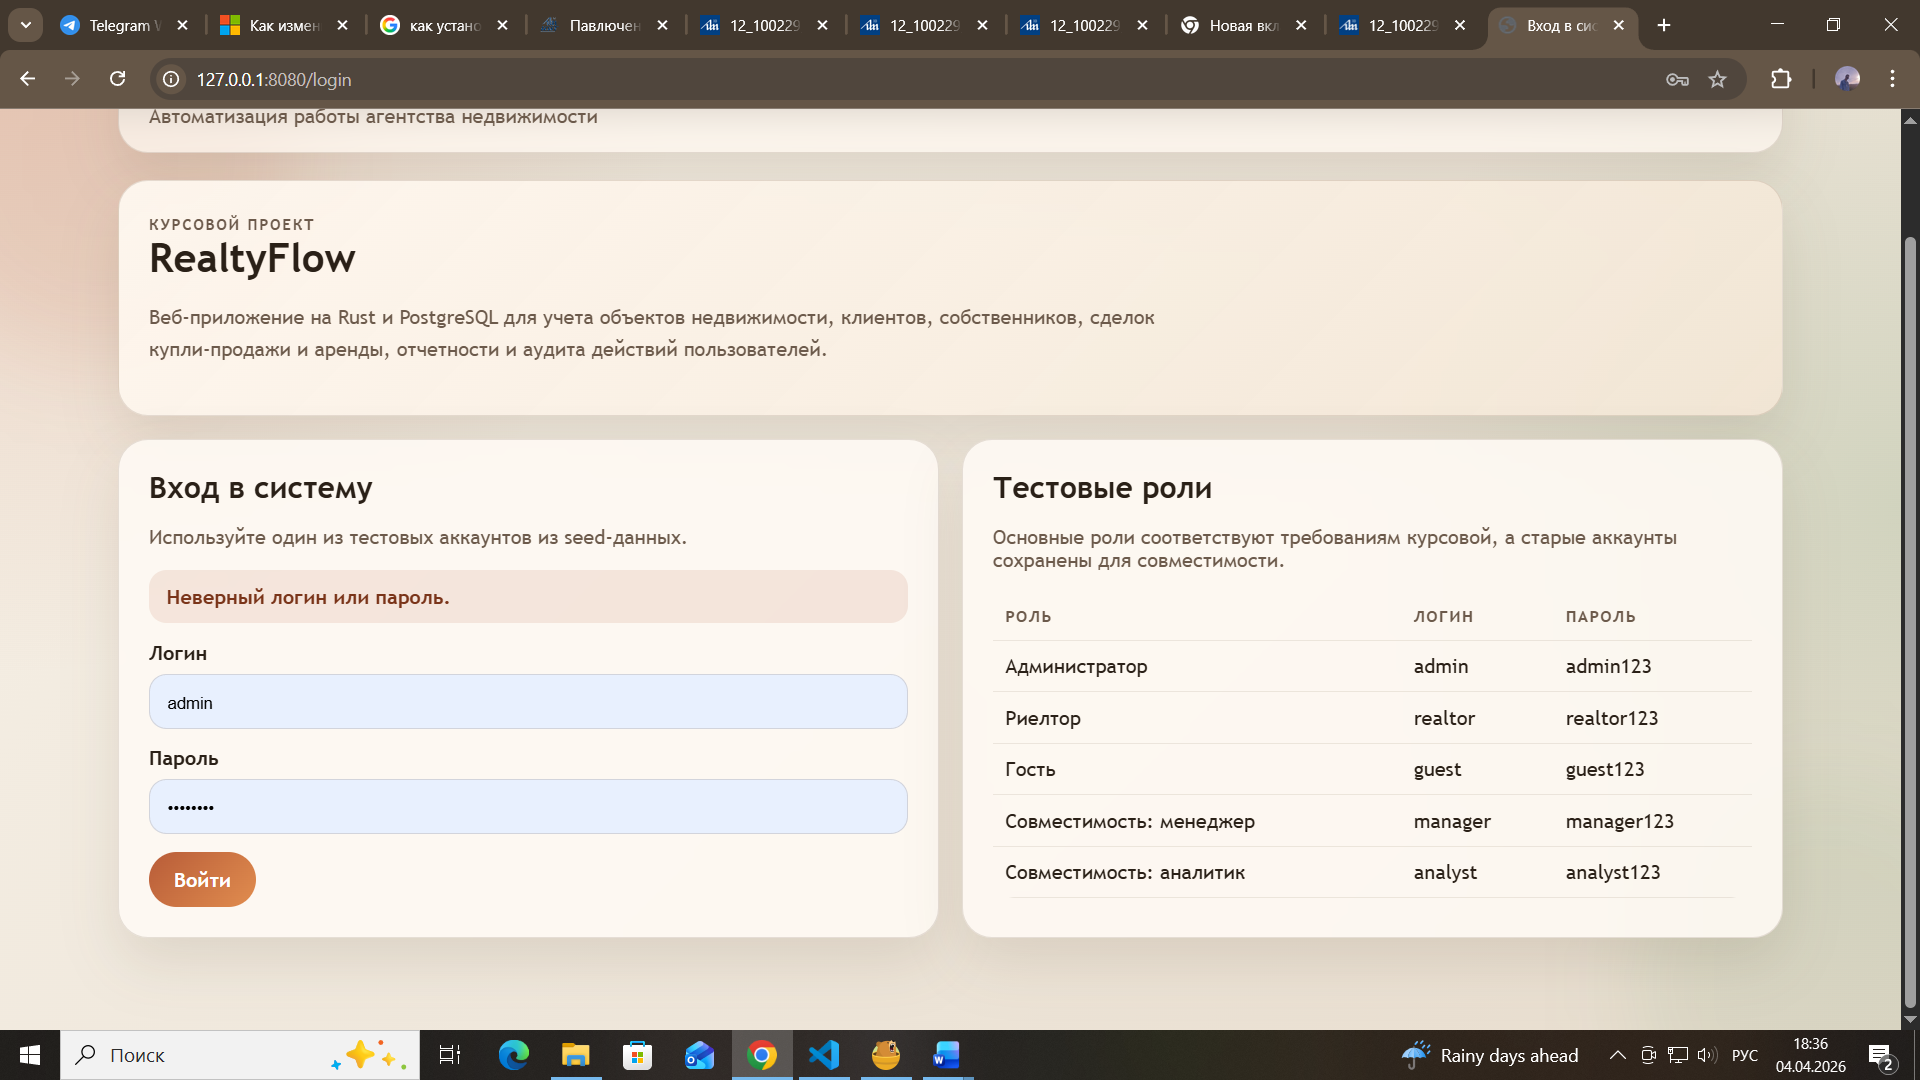 Telegram W
Как измен
как устано
Павлючен
12_100229
12_100229
12_100229
Новая вкл
12_100229
Вход в сис
127.0.0.1:8080/login
Автоматизация работы агентства недвижимости
КУРСОВОЙ ПРОЕКТ
RealtyFlow
Веб-приложение на Rust и PostgreSQL для учета объектов недвижимости, клиентов, собственников, сделок
купли-продажи и аренды, отчетности и аудита действий пользователей.
Вход в систему
Используйте один из тестовых аккаунтов из seed-данных.
Неверный логин или пароль.
Логин
admin
Пароль
••••••••
Войти
Тестовые роли
Основные роли соответствуют требованиям курсовой, а старые аккаунты
сохранены для совместимости.
РОЛЬ ЛОГИН ПАРОЛЬ
Администратор admin admin123
Риелтор realtor realtor123
Гость guest guest123
Совместимость: менеджер manager manager123
Совместимость: аналитик analyst analyst123
Поиск
Rainy days ahead
РУС
18:36
04.04.2026
2